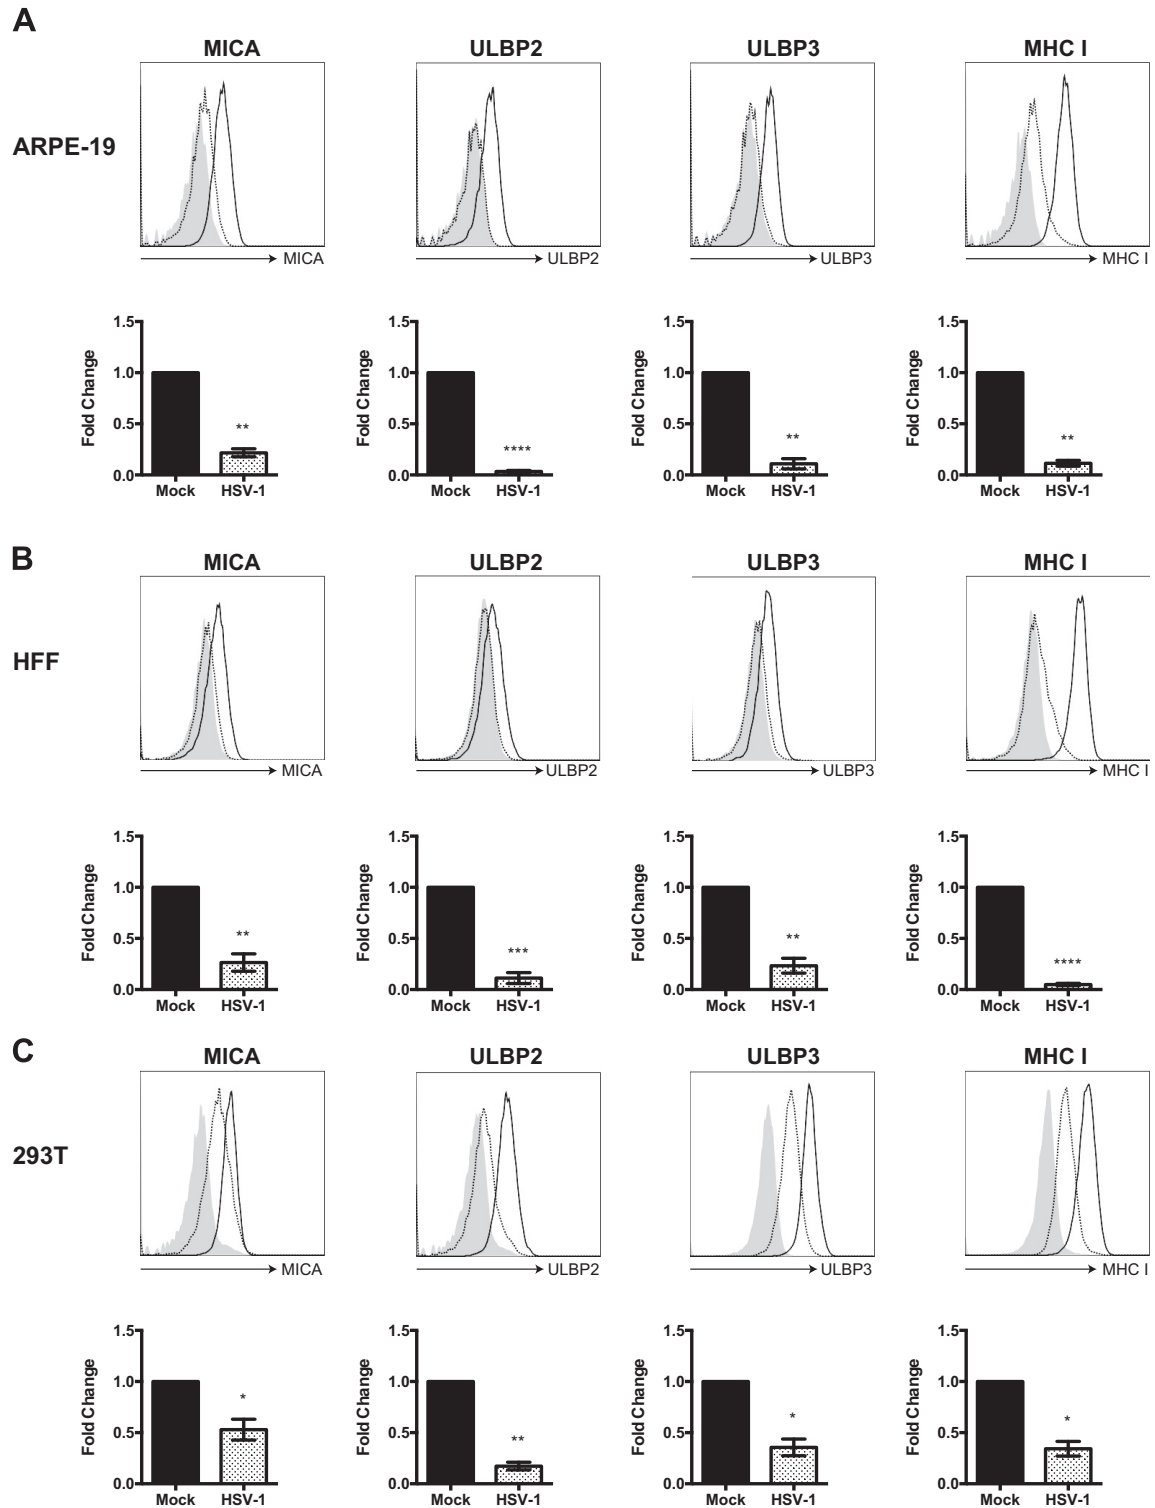 A
MICA ULBP2 ULBP3 MHC I
ARPE-19
MICA ULBP2 ULBP3 MHC I
1.5 1.5 1.5 1.5
Fold Change Fold Change Fold Change Fold Change
1.0 1.0 1.0 1.0
0.5 0.5 0.5 0.5
** **** ** **
0.0 0.0 0.0 0.0
Mock HSV-1 Mock HSV-1 Mock HSV-1 Mock HSV-1
B
MICA ULBP2 ULBP3 MHC I
HFF
MICA ULBP2 ULBP3 MHC I
1.5 1.5 1.5 1.5
Fold Change Fold Change Fold Change Fold Change
1.0 1.0 1.0 1.0
0.5 0.5 0.5 0.5
** *** ** ****
0.0 0.0 0.0 0.0
Mock HSV-1 Mock HSV-1 Mock HSV-1 Mock HSV-1
C
MICA ULBP2 ULBP3 MHC I
293T
MICA ULBP2 ULBP3 MHC I
1.5 1.5 1.5 1.5
Fold Change Fold Change Fold Change Fold Change
1.0 1.0 1.0 1.0
* ** * *
0.5 0.5 0.5 0.5
0.0 0.0 0.0 0.0
Mock HSV-1 Mock HSV-1 Mock HSV-1 Mock HSV-1